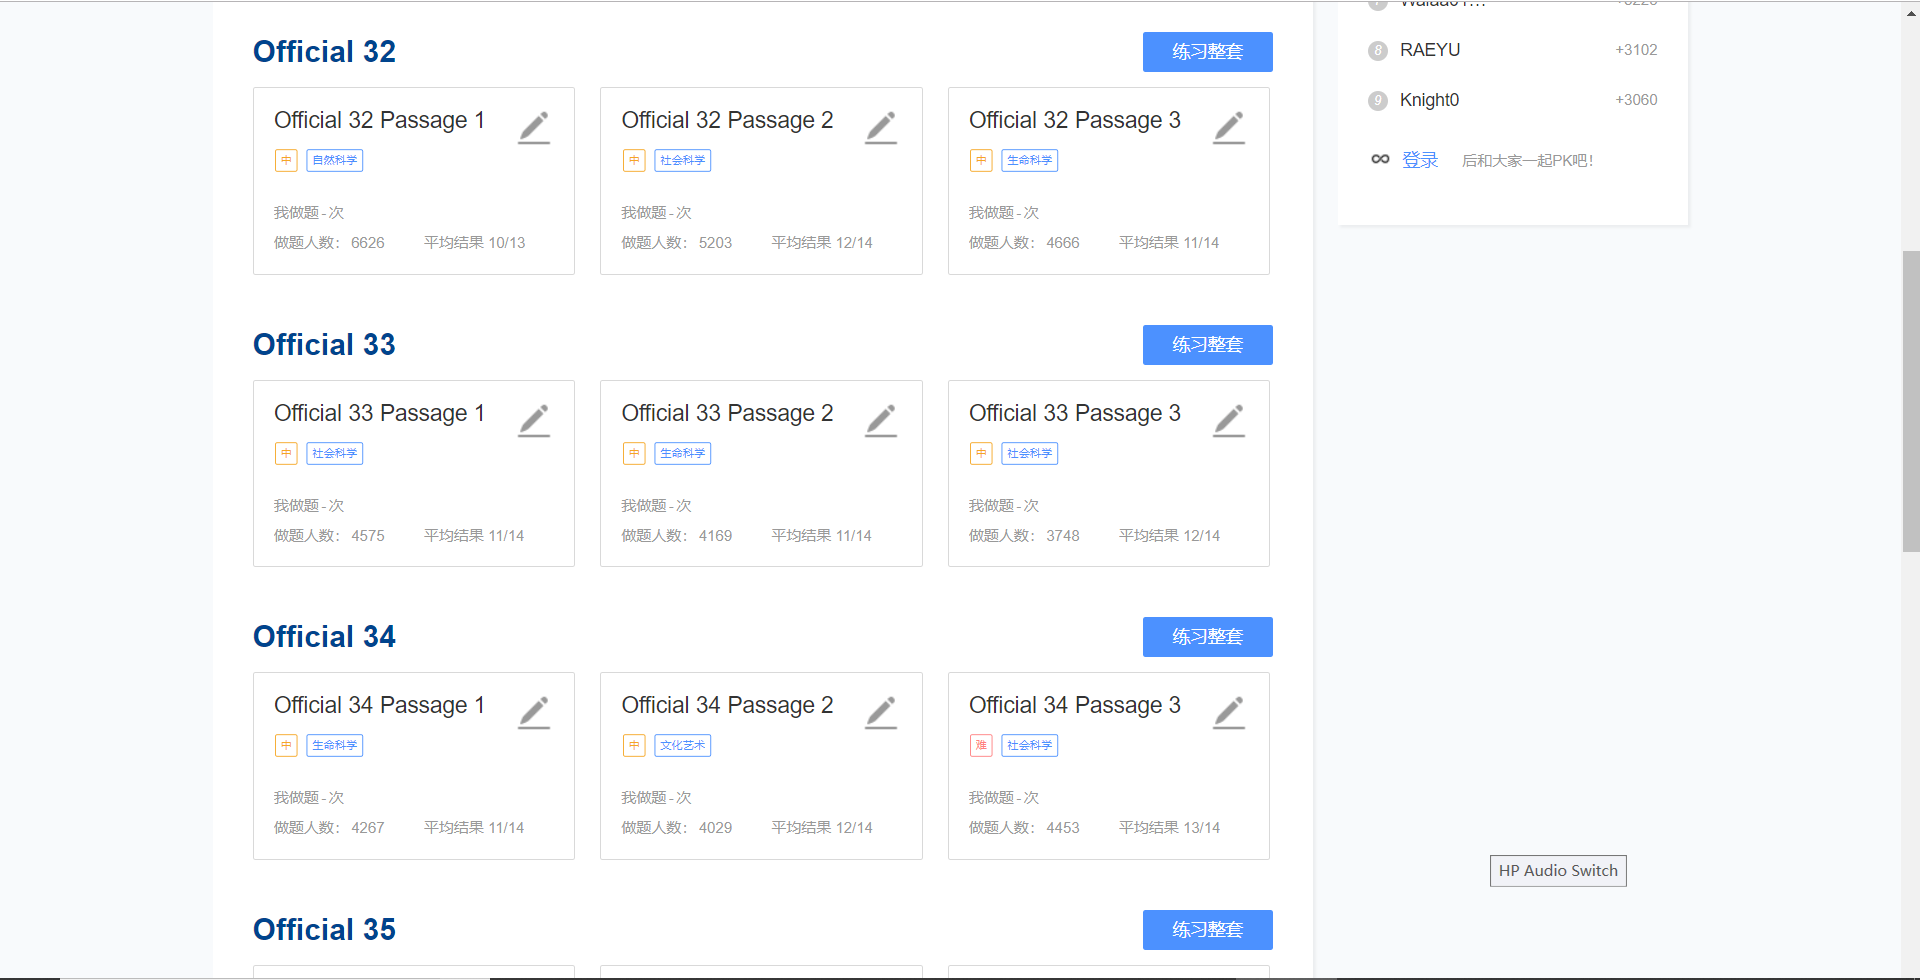 Official 32
练习整套
Official 32 Passage 1
中 自然科学
我做题 - 次
做题人数： 6626 平均结果 10/13
Official 32 Passage 2
中 社会科学
我做题 - 次
做题人数： 5203 平均结果 12/14
Official 32 Passage 3
中 生命科学
我做题 - 次
做题人数： 4666 平均结果 11/14
Official 33
练习整套
Official 33 Passage 1
中 社会科学
我做题 - 次
做题人数： 4575 平均结果 11/14
Official 33 Passage 2
中 生命科学
我做题 - 次
做题人数： 4169 平均结果 11/14
Official 33 Passage 3
中 社会科学
我做题 - 次
做题人数： 3748 平均结果 12/14
Official 34
练习整套
Official 34 Passage 1
中 生命科学
我做题 - 次
做题人数： 4267 平均结果 11/14
Official 34 Passage 2
中 文化艺术
我做题 - 次
做题人数： 4029 平均结果 12/14
Official 34 Passage 3
难 社会科学
我做题 - 次
做题人数： 4453 平均结果 13/14
Official 35
练习整套
8 RAEYU +3102
9 Knight0 +3060
登录 后和大家一起PK吧！
HP Audio Switch